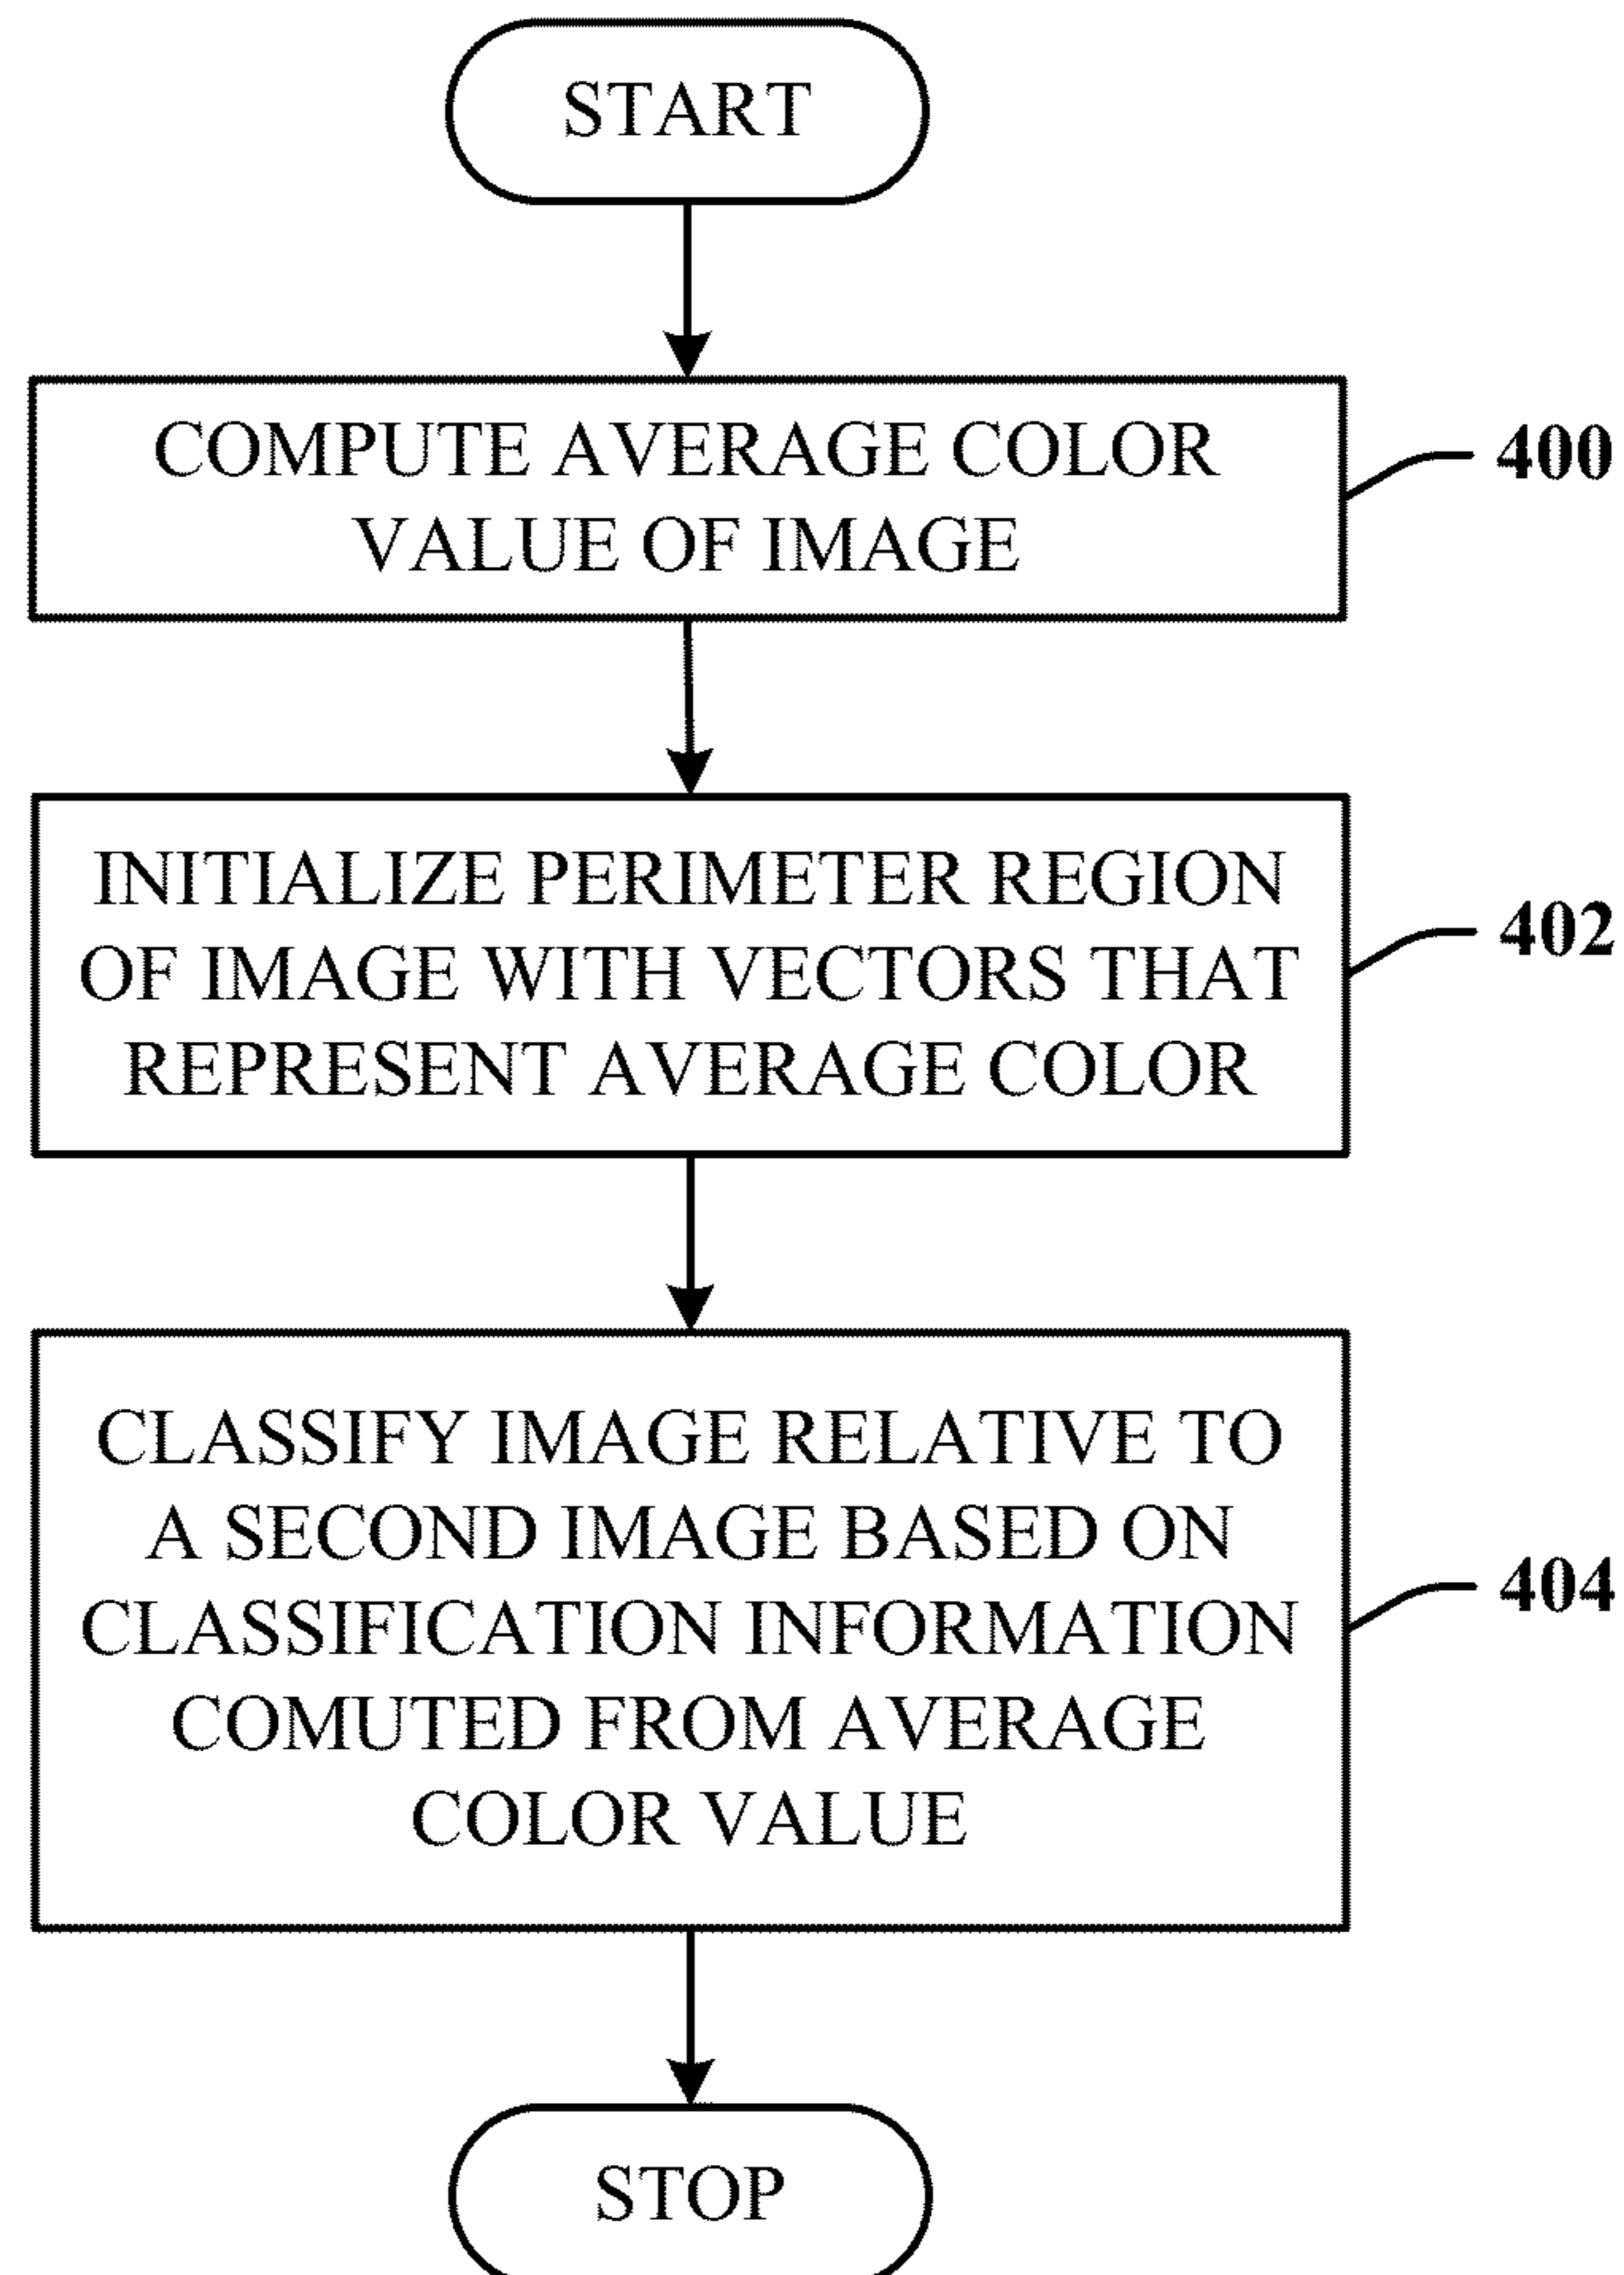 START
COMPUTE AVERAGE COLOR
VALUE OF IMAGE
400
INITIALIZE PERIMETER REGION
OF IMAGE WITH VECTORS THAT
REPRESENT AVERAGE COLOR
402
CLASSIFY IMAGE RELATIVE TO
A SECOND IMAGE BASED ON
CLASSIFICATION INFORMATION
COMUTED FROM AVERAGE
COLOR VALUE
404
STOP